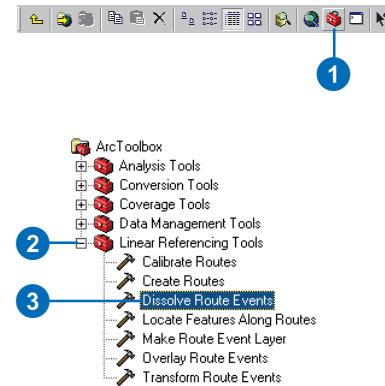 1
ArcToolbox
Analysis Tools
Conversion Tools
Coverage Tools
Data Management Tools
2 Linear Referencing Tools
Calibrate Routes
Create Routes
3 Dissolve Route Events
Locate Features Along Routes
Make Route Event Layer
Overlay Route Events
Transform Route Events